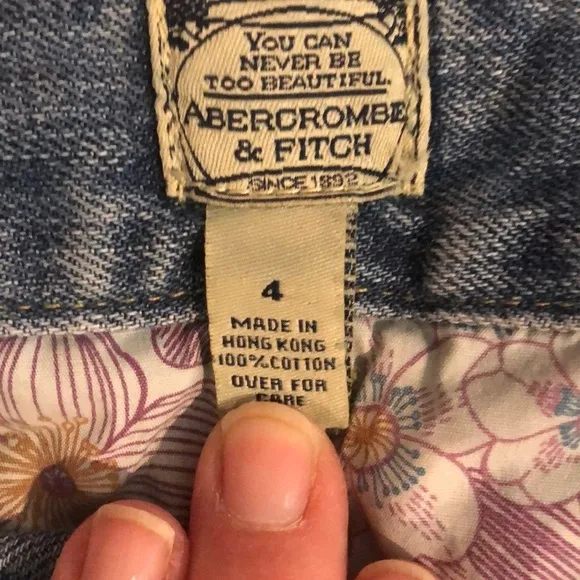 YOU CAN
NEVER BE
TOO BEAUTIFUL.
ABERCROMBIE
& FITCH
SINCE 1892
4
MADE IN
HONG KONG
100% COTTON
OVER FOR
CARE